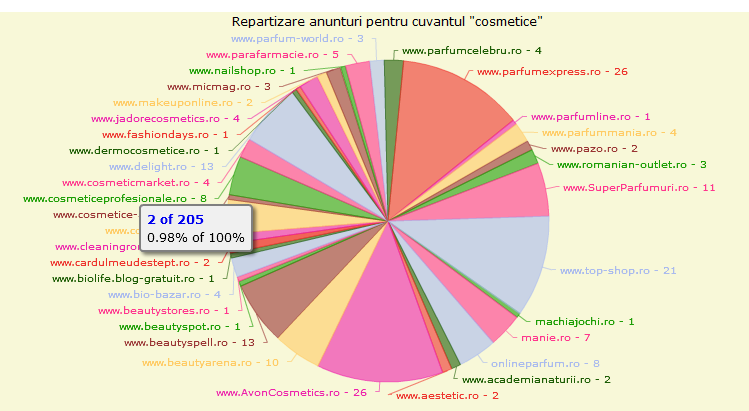 Repartizare anunturi pentru cuvantul "cosmetice"
www.parfum-world.ro - 3
www.parfumcelebru.ro - 4
www.parafarmacie.ro - 5
www.parfumexpress.ro - 26
www.nailshop.ro - 1
www.micmag.ro - 3
www.makeuponline.ro - 2
www.jadorecosmetics.ro - 4
www.parfumline.ro - 1
www.fashiondays.ro - 1
www.parfummania.ro - 4
www.dermocosmetice.ro - 1
www.pazo.ro - 2
www.delight.ro - 13
www.romanian-outlet.ro - 3
www.cosmeticmarket.ro - 4
www.SuperParfumuri.ro - 11
www.cosmeticeprofesionale.ro - 8
www.cosmetice-
2 of 205
0.98% of 100%
www.cleaningro
www.cardulmeudestept.ro - 2
www.top-shop.ro - 21
www.biolife.blog-gratuit.ro - 1
www.bio-bazar.ro - 4
www.beautystores.ro - 1
machiajochi.ro - 1
www.beautyspot.ro - 1
manie.ro - 7
www.beautyspell.ro - 13
www.beautyarena.ro - 10
onlineparfum.ro - 8
www.academianaturii.ro - 2
www.AvonCosmetics.ro - 26
www.aestetic.ro - 2